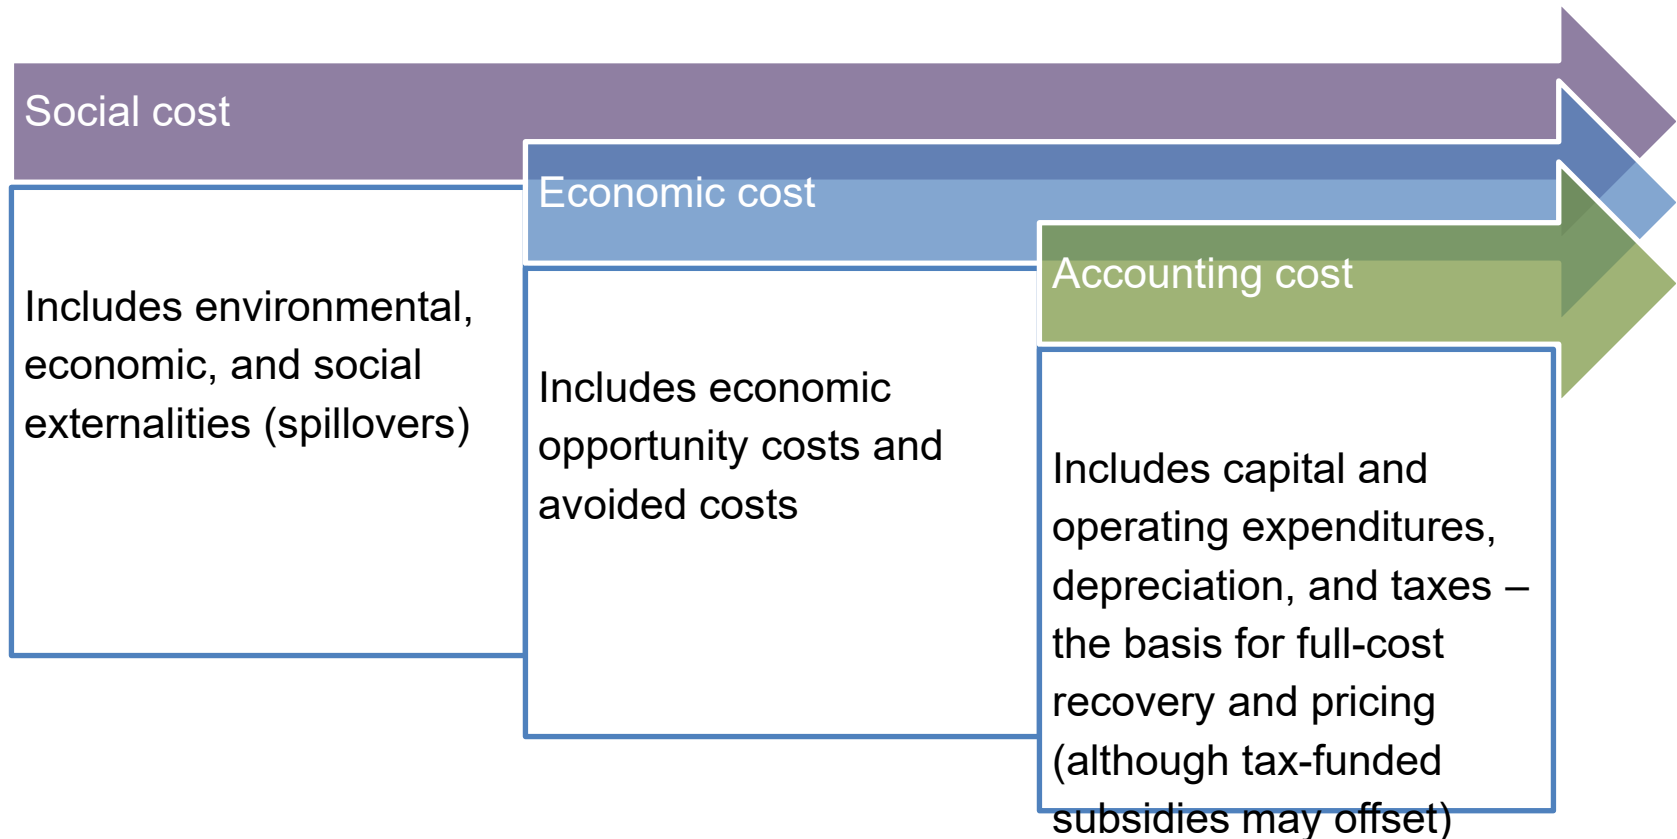 Social cost
Includes environmental,
economic, and social
externalities (spillovers)
Economic cost
Includes economic
opportunity costs and
avoided costs
Accounting cost
Includes capital and
operating expenditures,
depreciation, and taxes –
the basis for full-cost
recovery and pricing
(although tax-funded
subsidies may offset)